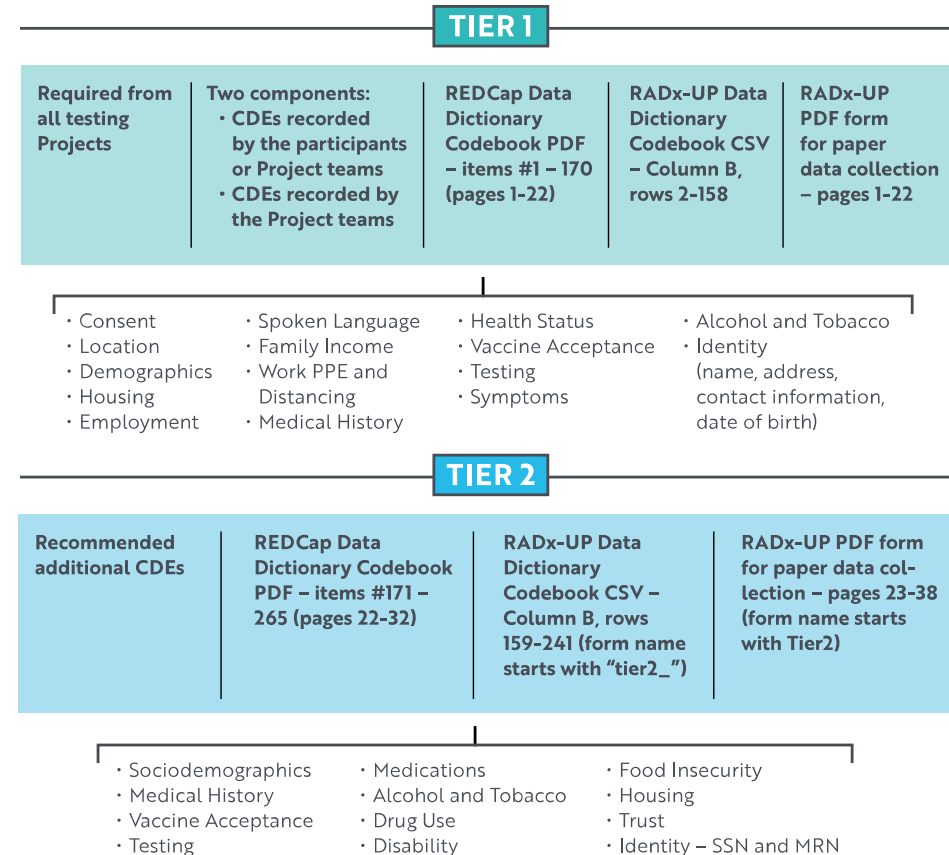 TIER 1
Required from
all testing
Projects
Two components:
· CDEs recorded
by the participants
or Project teams
· CDEs recorded by
the Project teams
REDCap Data
Dictionary
Codebook PDF
– items #1 – 170
(pages 1-22)
RADx-UP Data
Dictionary
Codebook CSV
– Column B,
rows 2-158
RADx-UP
PDF form
for paper
data collection
– pages 1-22
· Consent
· Location
· Demographics
· Housing
· Employment
· Spoken Language
· Family Income
· Work PPE and
Distancing
· Medical History
· Health Status
· Vaccine Acceptance
· Testing
· Symptoms
· Alcohol and Tobacco
· Identity
(name, address,
contact information,
date of birth)
TIER 2
Recommended
additional CDEs
REDCap Data
Dictionary Codebook
PDF – items #171 –
265 (pages 22-32)
RADx-UP Data
Dictionary
Codebook CSV –
Column B, rows
159-241 (form name
starts with “tier2_”)
RADx-UP PDF form
for paper data col-
lection – pages 23-38
(form name starts
with Tier2)
· Sociodemographics
· Medical History
· Vaccine Acceptance
· Testing
· Medications
· Alcohol and Tobacco
· Drug Use
· Disability
· Food Insecurity
· Housing
· Trust
· Identity – SSN and MRN